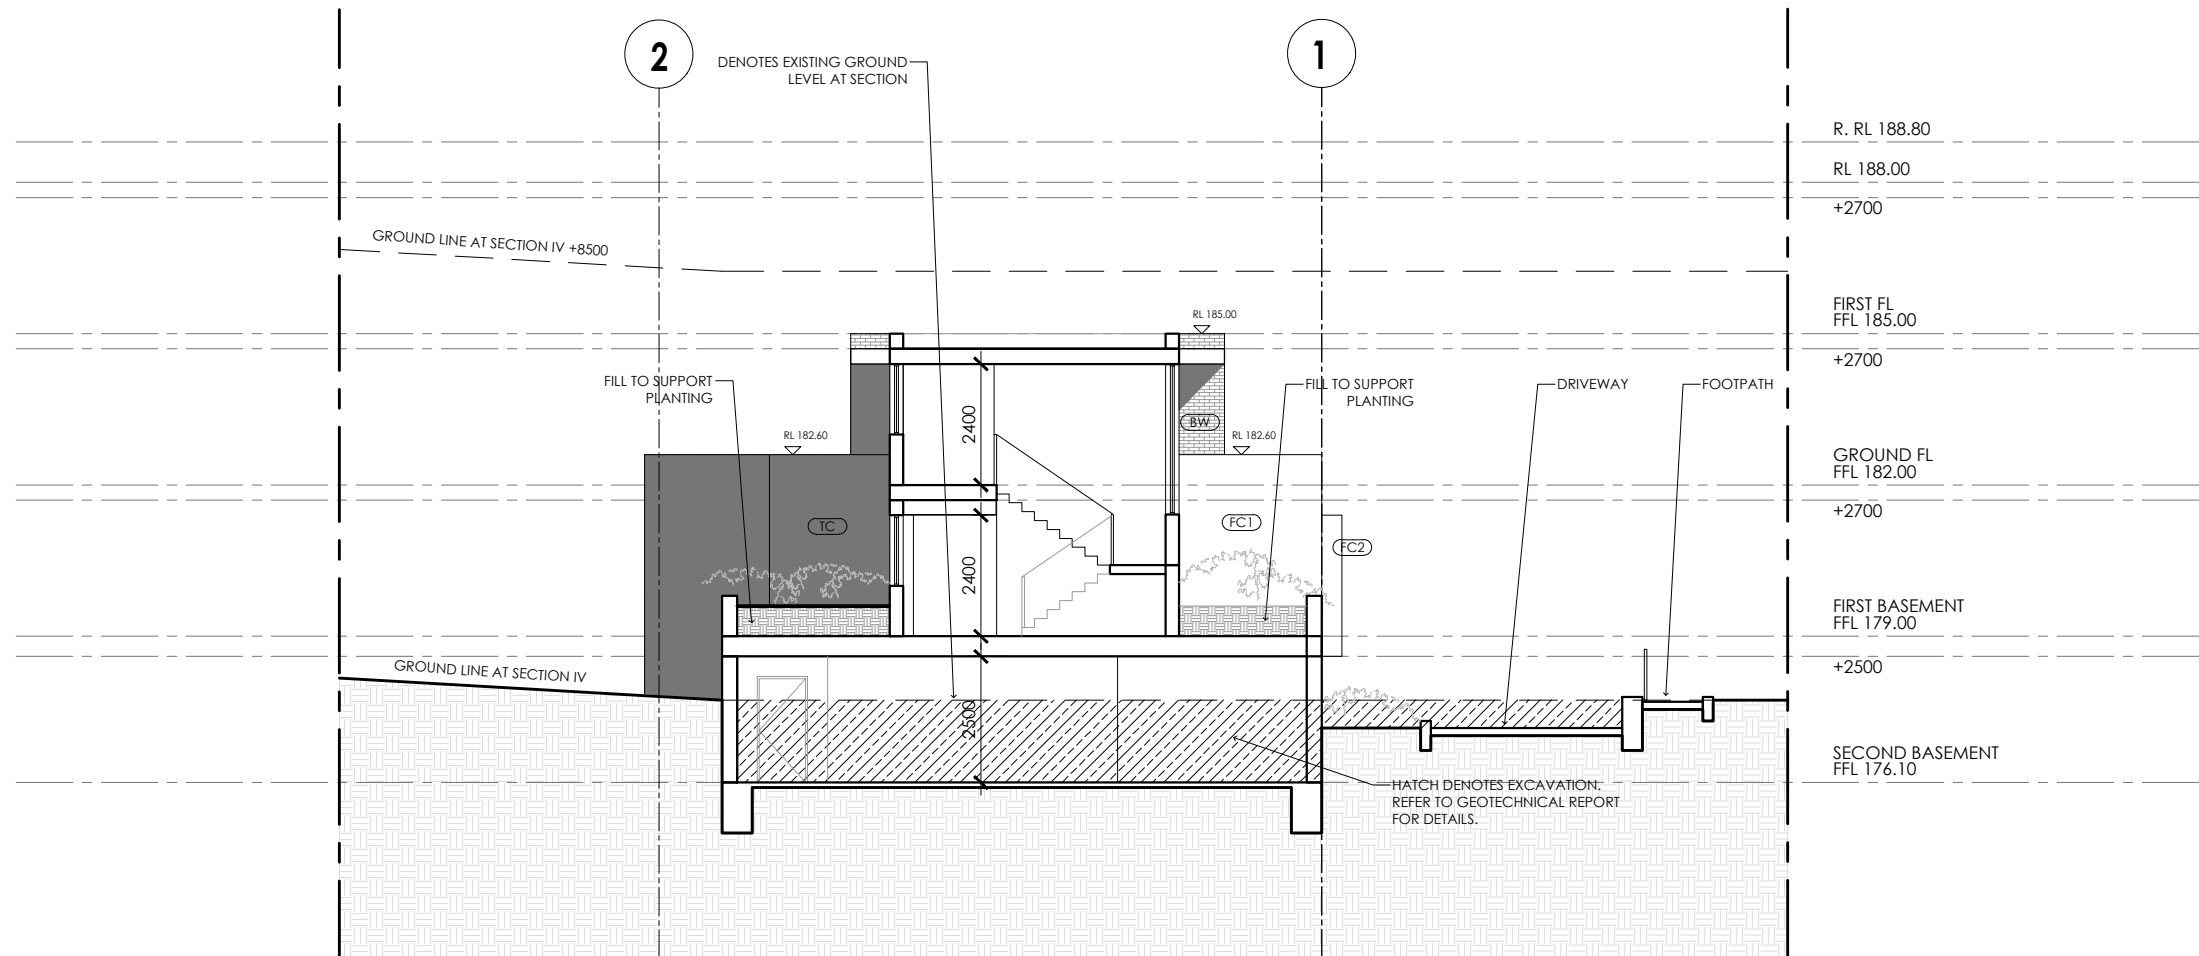 2
1
DENOTES EXISTING GROUND
LEVEL AT SECTION
R. RL 188.80
RL 188.00
+2700
GROUND LINE AT SECTION IV +8500
RL 185.00
FIRST FL
FFL 185.00
+2700
FILL TO SUPPORT
PLANTING
FILL TO SUPPORT
PLANTING
DRIVEWAY
FOOTPATH
2400
BW
RL 182.60
RL 182.60
GROUND FL
FFL 182.00
+2700
TC
FC1
FC2
2400
FIRST BASEMENT
FFL 179.00
+2500
GROUND LINE AT SECTION IV
2500
SECOND BASEMENT
FFL 176.10
HATCH DENOTES EXCAVATION.
REFER TO GEOTECHNICAL REPORT
FOR DETAILS.